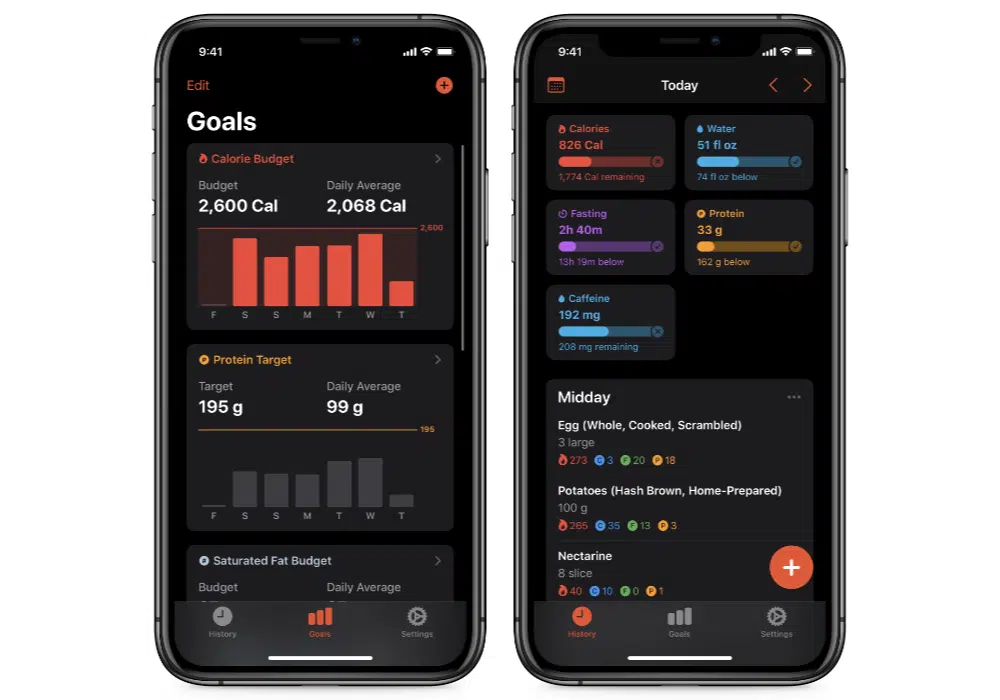 9:41
Edit
Goals
Calorie Budget
Budget Daily Average
2,600 Cal 2,068 Cal
2,600
F S S M T W T
Protein Target
Target Daily Average
195 g 99 g
195
F S S M T W T
Saturated Fat Budget
Budget Daily Average
History Goals Settings
9:41
Today
Calories
826 Cal
1,774 Cal remaining
Water
51 fl oz
74 fl oz below
Fasting
2h 40m
13h 19m below
P Protein
33 g
162 g below
Caffeine
192 mg
208 mg remaining
Midday
Egg (Whole, Cooked, Scrambled)
3 large
273 C 3 F 20 P 18
Potatoes (Hash Brown, Home-Prepared)
100 g
265 C 35 F 13 P 3
Nectarine
8 slice
40 C 10 F 0 P 1
History Goals Settings